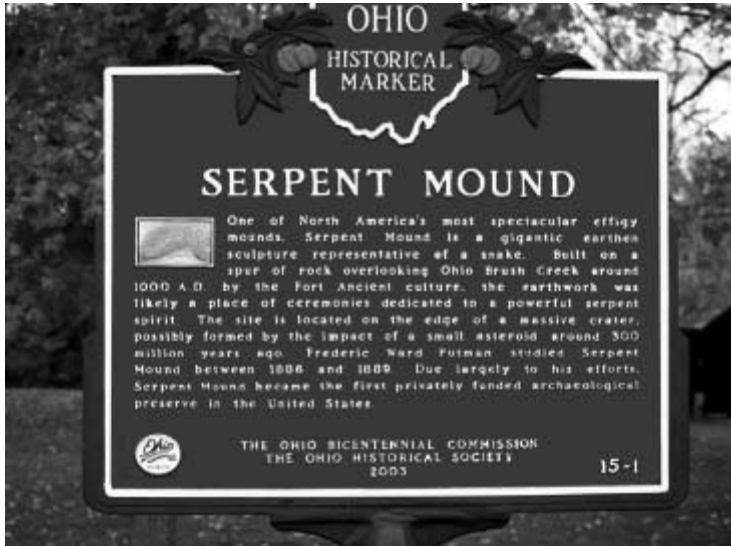 OHIO
HISTORICAL
MARKER
SERPENT MOUND
One of North America's most spectacular effigy
mounds, Serpent Mound is a gigantic earthen
sculpture representative of a snake. Built on a
spur of rock overlooking Ohio Brush Creek around
1000 A.D. by the Fort Ancient culture, the earthwork was
likely a place of ceremonies dedicated to a powerful serpent
spirit. The site is located on the edge of a massive crater,
possibly formed by the impact of a small asteroid around 300
million years ago. Frederic Ward Putman studied Serpent
Mound between 1886 and 1889. Due largely to his efforts,
Serpent Mound became the first privately funded archaeological
preserve in the United States.
Ohio
THE OHIO BICENTENNIAL COMMISSION
THE OHIO HISTORICAL SOCIETY
2003
15-1